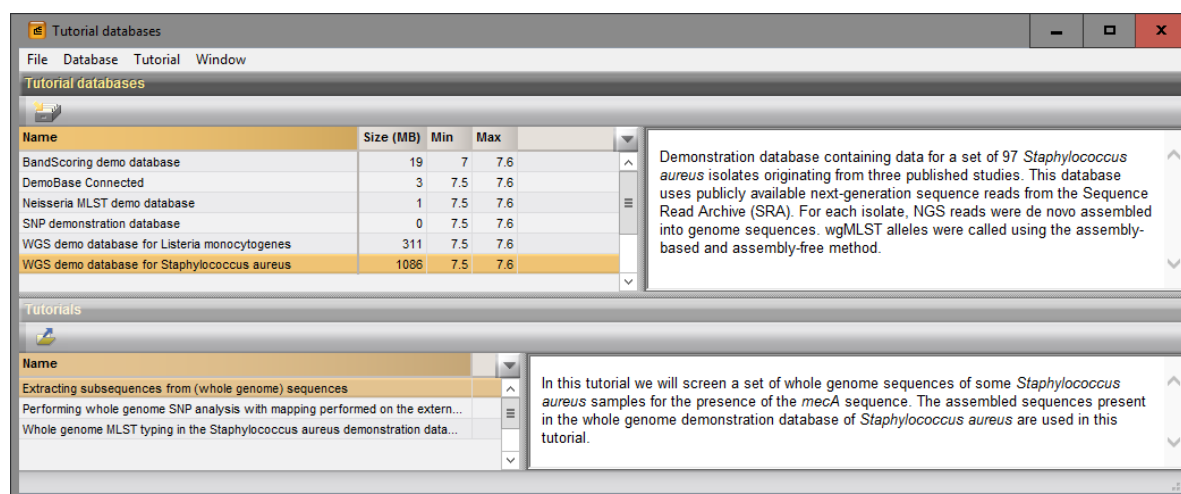 Tutorial databases
File Database Tutorial Window
Tutorial databases
Name Size (MB) Min Max
BandScoring demo database 19 7 7.6
DemoBase Connected 3 7.5 7.6
Neisseria MLST demo database 1 7.5 7.6
SNP demonstration database 0 7.5 7.6
WGS demo database for Listeria monocytogenes 311 7.5 7.6
WGS demo database for Staphylococcus aureus 1086 7.5 7.6
Demonstration database containing data for a set of 97 Staphylococcus
aureus isolates originating from three published studies. This database
uses publicly available next-generation sequence reads from the Sequence
Read Archive (SRA). For each isolate, NGS reads were de novo assembled
into genome sequences. wgMLST alleles were called using the assembly-
based and assembly-free method.
Tutorials
Name
Extracting subsequences from (whole genome) sequences
Performing whole genome SNP analysis with mapping performed on the extern...
Whole genome MLST typing in the Staphylococcus aureus demonstration data...
In this tutorial we will screen a set of whole genome sequences of some Staphylococcus
aureus samples for the presence of the mecA sequence. The assembled sequences present
in the whole genome demonstration database of Staphylococcus aureus are used in this
tutorial.